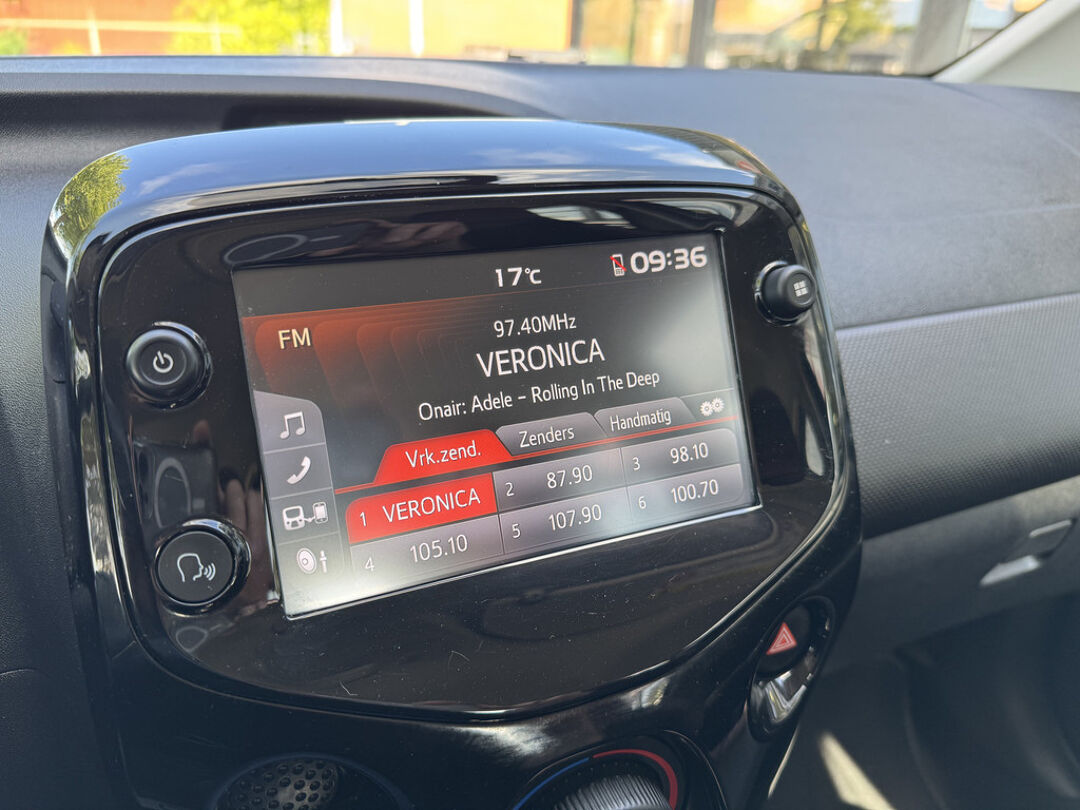 17°C
09:36
FM
97.40MHz
VERONICA
Onair: Adele – Rolling In The Deep
Vrk.zend.
Zenders
Handmatig
1 VERONICA
2 87.90
3 98.10
4 105.10
5 107.90
6 100.70